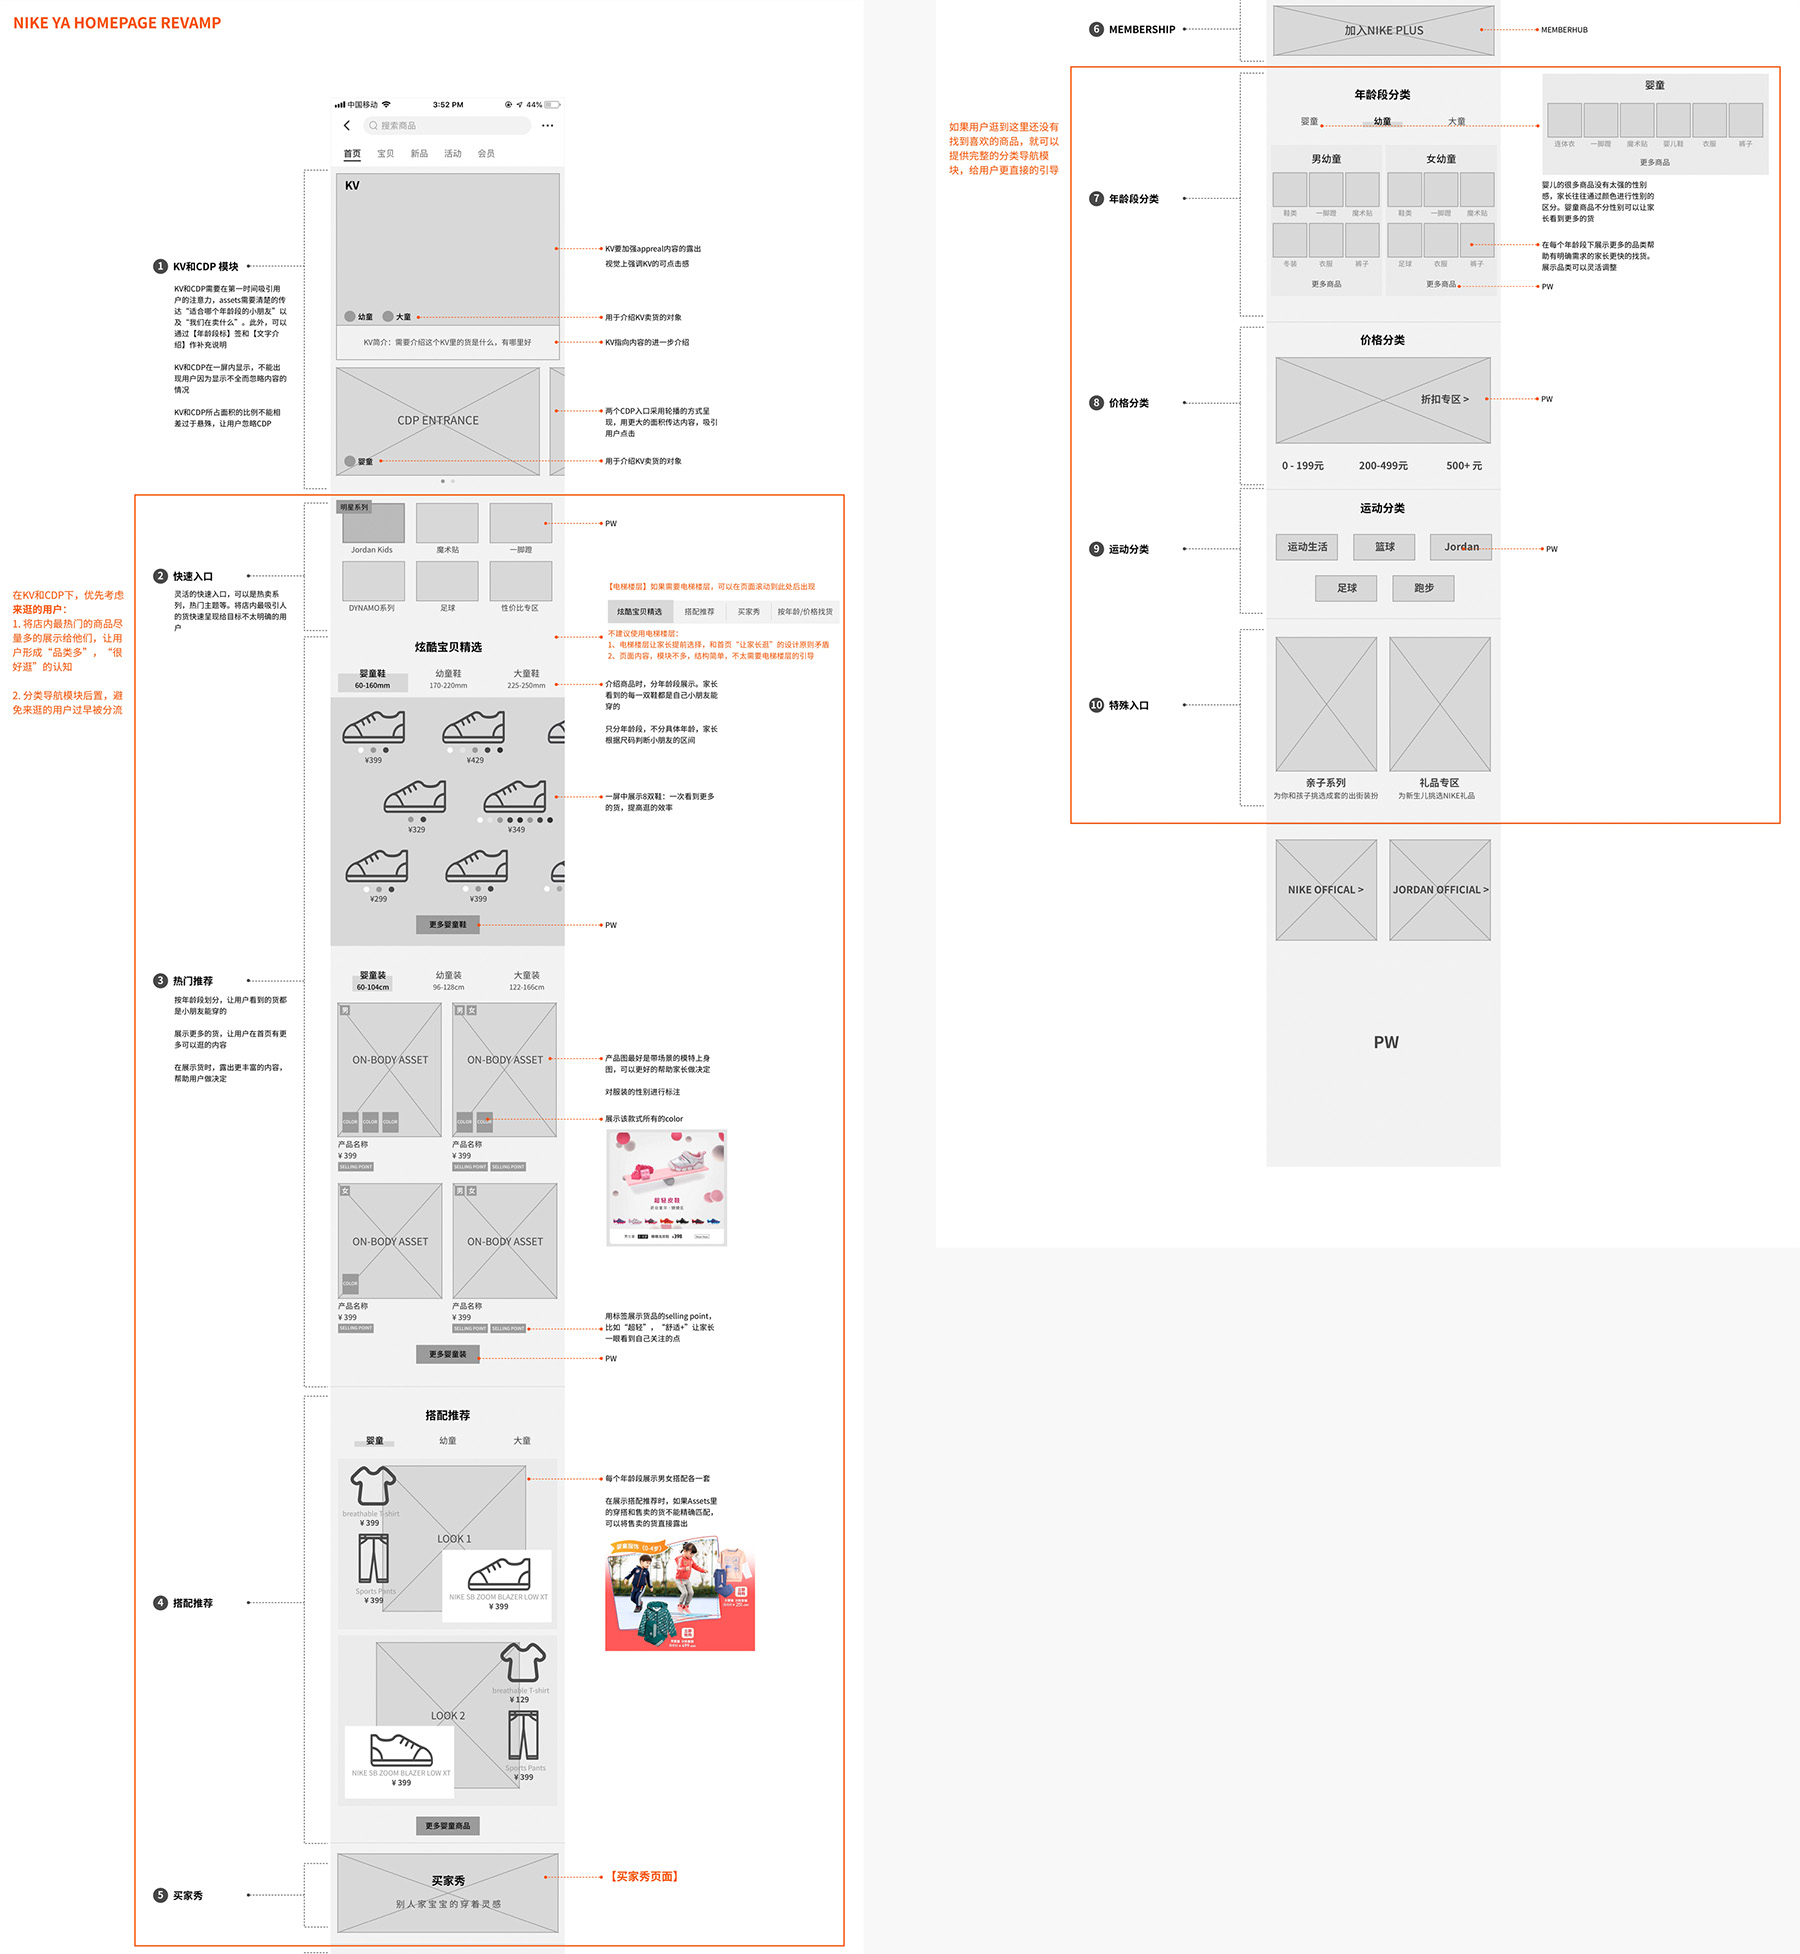 NIKE YA HOMEPAGE REVAMP
中国移动
3:52 PM
44%
搜索商品
首页
宝贝
新品
活动
会员
KV
1
KV和CDP 模块
KV和CDP需要在第一时间吸引用
户的注意力，assets需要清楚的传
达“适合哪个年龄段的小朋友”以
及“我们在卖什么”。此外，可以
通过【年龄段标】签和【文字介
绍】作补充说明
KV和CDP在一屏内显示，不能出
现用户因为显示不全而忽略内容的
情况
KV和CDP所占面积的比例不能相
差过于悬殊，让用户忽略CDP
KV要加强appreal内容的露出
视觉上强调KV的可点击感
幼童
大童
用于介绍KV卖货的对象
KV简介：需要介绍这个KV里的货是什么，有哪里好
KV指向内容的进一步介绍
CDP ENTRANCE
两个CDP入口采用轮播的方式呈
现，用更大的面积传达内容，吸引
用户点击
婴童
用于介绍KV卖货的对象
在KV和CDP下，优先考虑
来逛的用户：
1. 将店内最热门的商品尽
量多的展示给他们，让用
户形成“品类多”，“很
好逛”的认知
2. 分类导航模块后置，避
免来逛的用户过早被分流
2
快速入口
灵活的快速入口，可以是热卖系
列，热门主题等。将店内最吸引人
的货快速呈现给目标不太明确的用
户
明星系列
Jordan Kids
魔术贴
一脚蹬
PW
DYNAMO系列
足球
性价比专区
【电梯楼层】如果需要电梯楼层，可以在页面滚动到此处后出现
炫酷宝贝精选
搭配推荐
买家秀
按年龄/价格找货
不建议使用电梯楼层：
1、电梯楼层让家长提前选择，和首页“让家长逛”的设计原则矛盾
2、页面内容，模块不多，结构简单，不太需要电梯楼层的引导
炫酷宝贝精选
婴童鞋
60-160mm
幼童鞋
170-220mm
大童鞋
225-250mm
介绍商品时，分年龄段展示。家长
看到的每一双鞋都是自己小朋友能
穿的
只分年龄段，不分具体年龄，家长
根据尺码判断小朋友的区间
¥399
¥429
一屏中展示8双鞋：一次看到更多
的货，提高逛的效率
¥329
¥349
¥299
¥399
更多婴童鞋
PW
3
热门推荐
按年龄段划分，让用户看到的货都
是小朋友能穿的
展示更多的货，让用户在首页有更
多可以逛的内容
在展示货时，露出更丰富的内容，
帮助用户做决定
婴童装
60-104cm
幼童装
96-128cm
大童装
122-166cm
男
男 女
ON-BODY ASSET
ON-BODY ASSET
产品图最好是带场景的模特上身
图，可以更好的帮助家长做决定
对服装的性别进行标注
COLOR COLOR COLOR
COLOR COLOR
展示该款式所有的color
产品名称
¥ 399
SELLING POINT
产品名称
¥ 399
SELLING POINT SELLING POINT
超轻皮鞋
¥398
女
男 女
ON-BODY ASSET
ON-BODY ASSET
COLOR
产品名称
¥ 399
SELLING POINT
产品名称
¥ 399
SELLING POINT SELLING POINT
用标签展示货品的selling point，
比如“超轻”，“舒适+”让家长
一眼看到自己关注的点
更多婴童装
PW
4
搭配推荐
搭配推荐
婴童
幼童
大童
breathable T-shirt
¥ 399
LOOK 1
Sports Pants
¥ 399
NIKE SB ZOOM BLAZER LOW XT
¥ 399
每个年龄段展示男女搭配各一套
在展示搭配推荐时，如果Assets里
的穿搭和售卖的货不能精确匹配，
可以将售卖的货直接露出
婴童服饰（0-4岁）
breathable T-shirt
¥ 129
LOOK 2
Sports Pants
¥ 399
NIKE SB ZOOM BLAZER LOW XT
¥ 399
更多婴童商品
5
买家秀
买家秀
别人家宝宝的穿着灵感
【买家秀页面】
6
MEMBERSHIP
加入NIKE PLUS
MEMBERHUB
如果用户逛到这里还没有
找到喜欢的商品，就可以
提供完整的分类导航模
块，给用户更直接的引导
7
年龄段分类
年龄段分类
婴童
幼童
大童
男幼童
女幼童
鞋类
一脚蹬
魔术贴
鞋类
一脚蹬
魔术贴
冬装
衣服
裤子
足球
衣服
裤子
更多商品
更多商品
婴童
连体衣
一脚蹬
魔术贴
婴儿鞋
衣服
裤子
更多商品
婴儿的很多商品没有太强的性别
感，家长往往通过颜色进行性别的
区分。婴童商品不分性别可以让家
长看到更多的货
在每个年龄段下展示更多的品类帮
助有明确需求的家长更快的找货。
展示品类可以灵活调整
PW
8
价格分类
价格分类
折扣专区 >
PW
0 - 199元
200-499元
500+ 元
9
运动分类
运动分类
运动生活
篮球
Jordan
PW
足球
跑步
10
特殊入口
亲子系列
为你和孩子挑选成套的出街装扮
礼品专区
为新生儿挑选NIKE礼品
NIKE OFFICAL >
JORDAN OFFICIAL >
PW